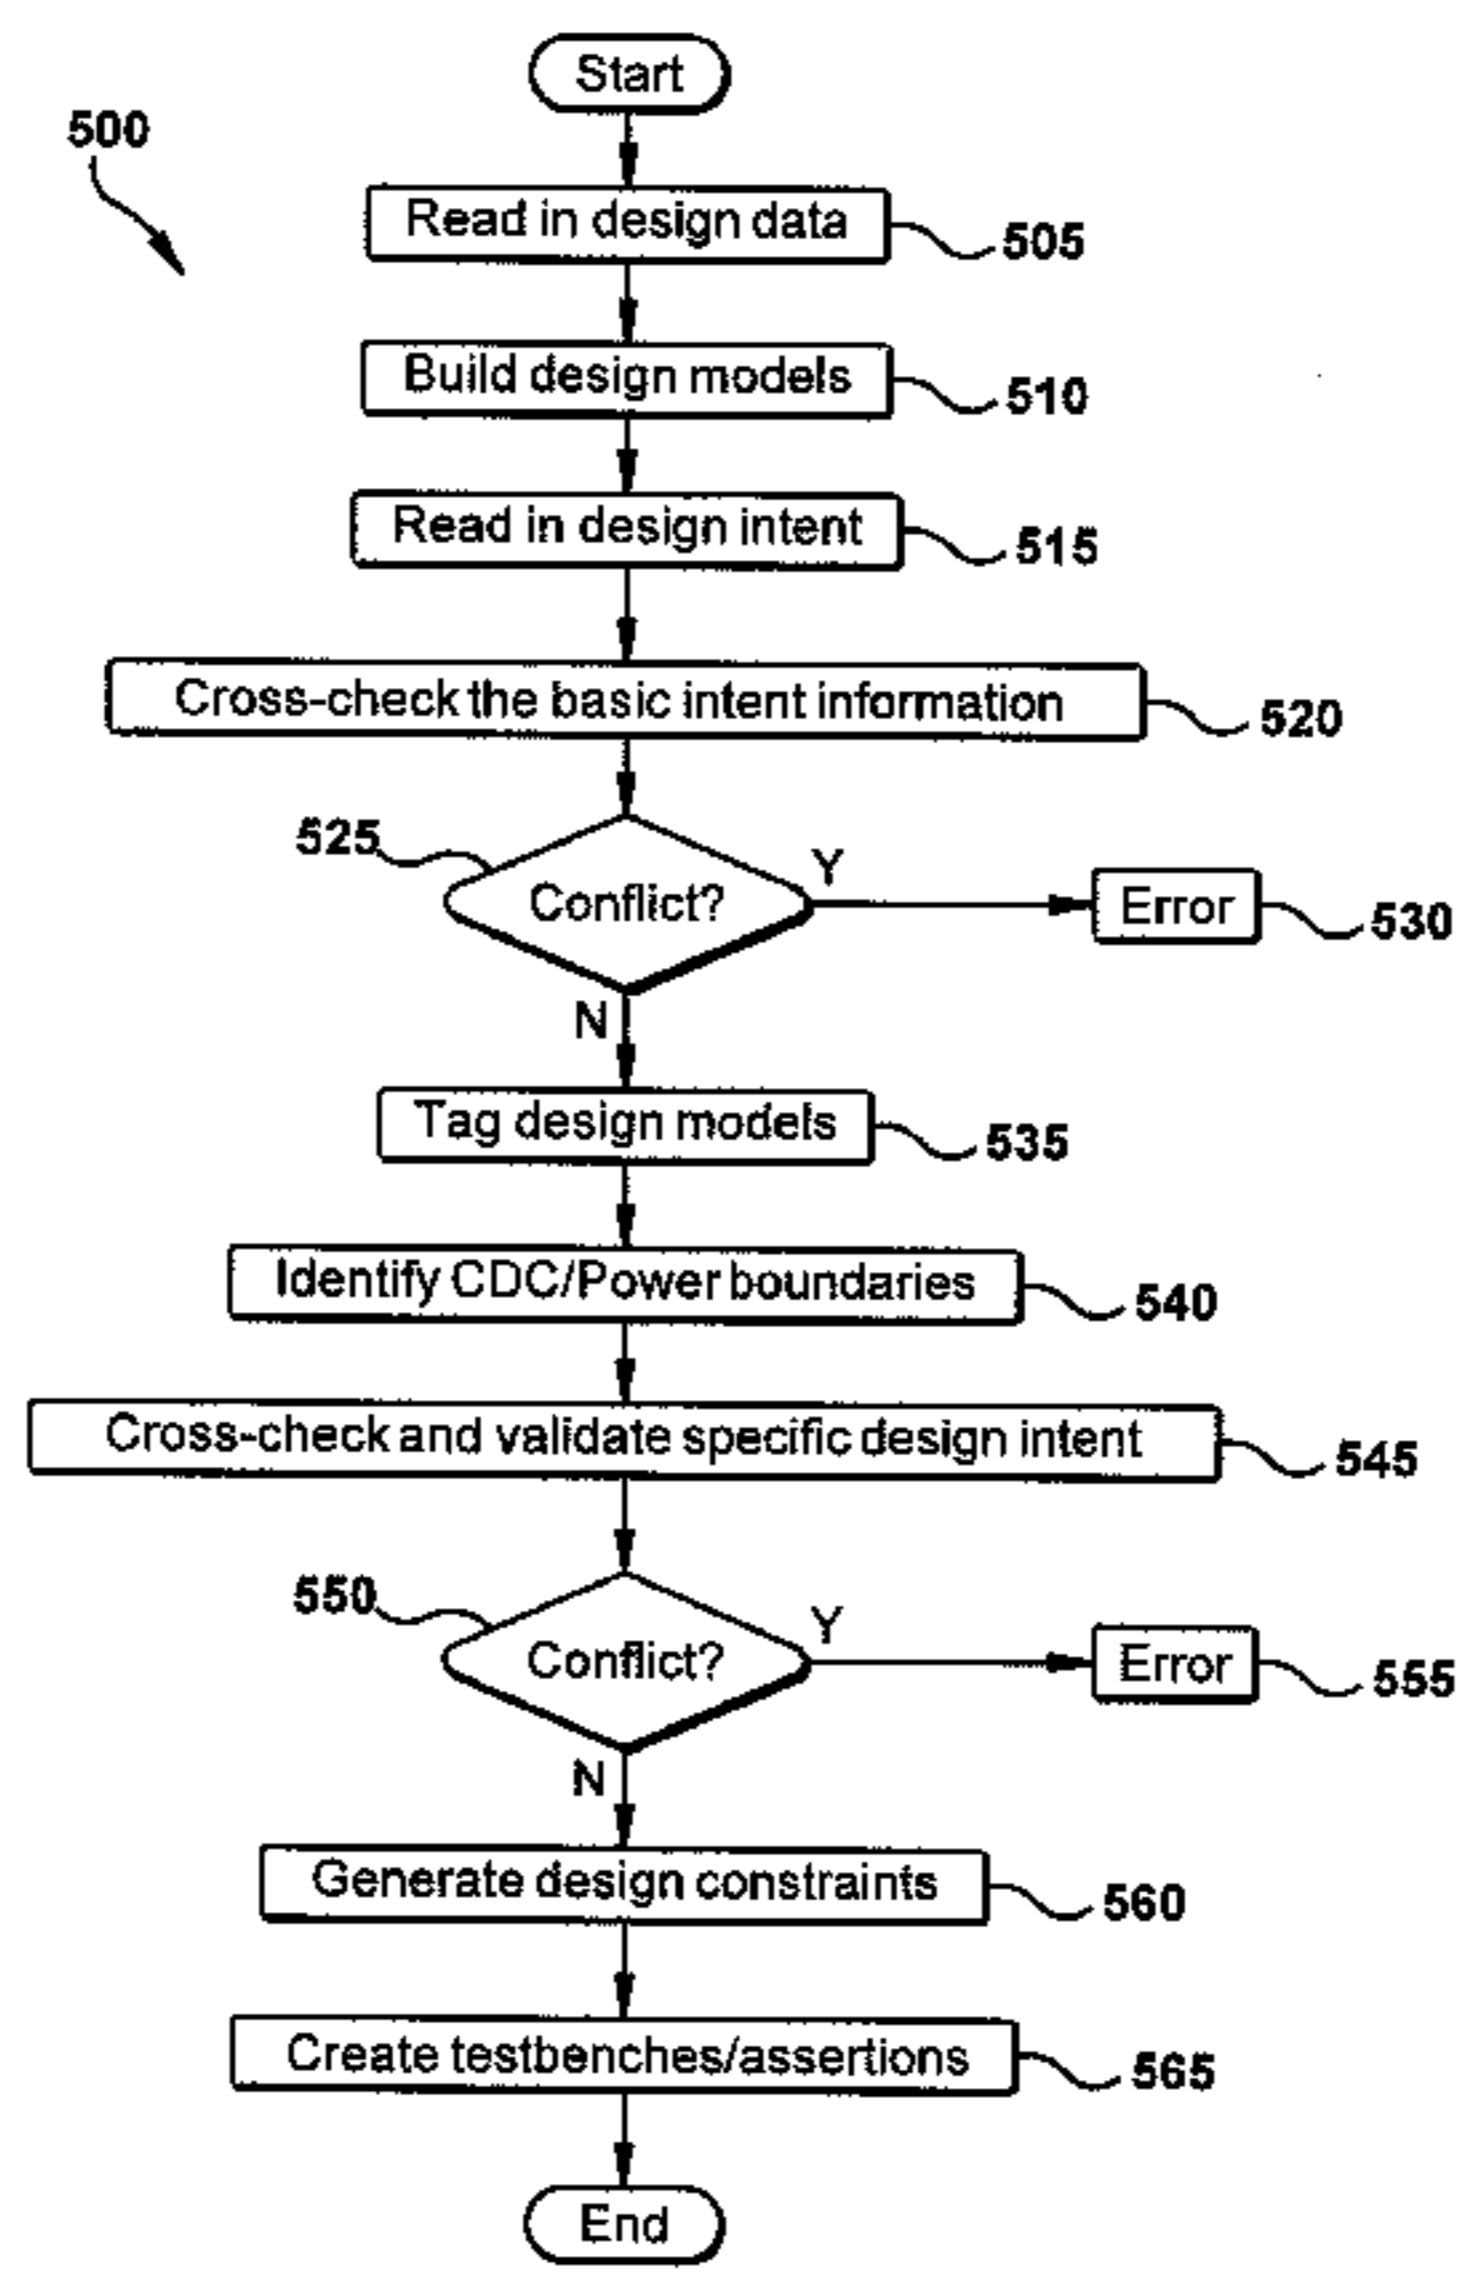 Start
500
Read in design data
505
Build design models
510
Read in design intent
515
Cross-check the basic intent information
520
525
Conflict?
Y
Error
530
N
Tag design models
535
Identify CDC/Power boundaries
540
Cross-check and validate specific design intent
545
550
Conflict?
Y
Error
555
N
Generate design constraints
560
Create testbenches/assertions
565
End